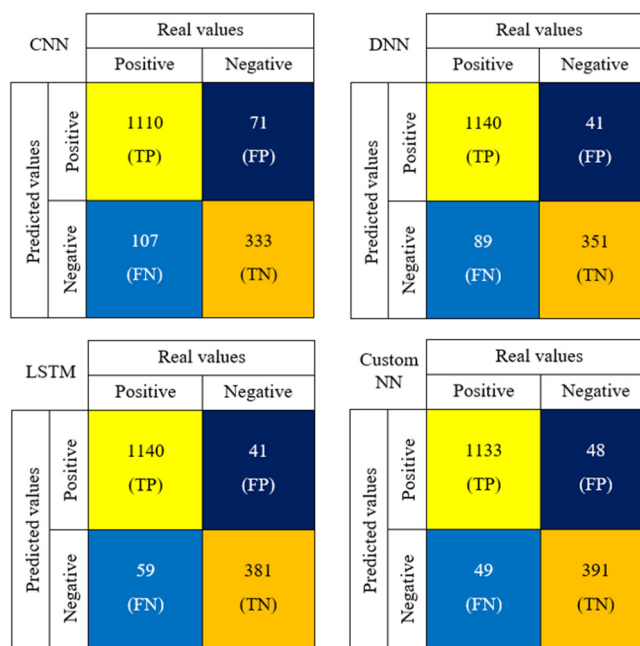 CNN
Real values
Positive Negative
Predicted values
Positive
Negative
1110
(TP)
71
(FP)
107
(FN)
333
(TN)
DNN
Real values
Positive Negative
Predicted values
Positive
Negative
1140
(TP)
41
(FP)
89
(FN)
351
(TN)
LSTM
Real values
Positive Negative
Predicted values
Positive
Negative
1140
(TP)
41
(FP)
59
(FN)
381
(TN)
Custom
NN
Real values
Positive Negative
Predicted values
Positive
Negative
1133
(TP)
48
(FP)
49
(FN)
391
(TN)